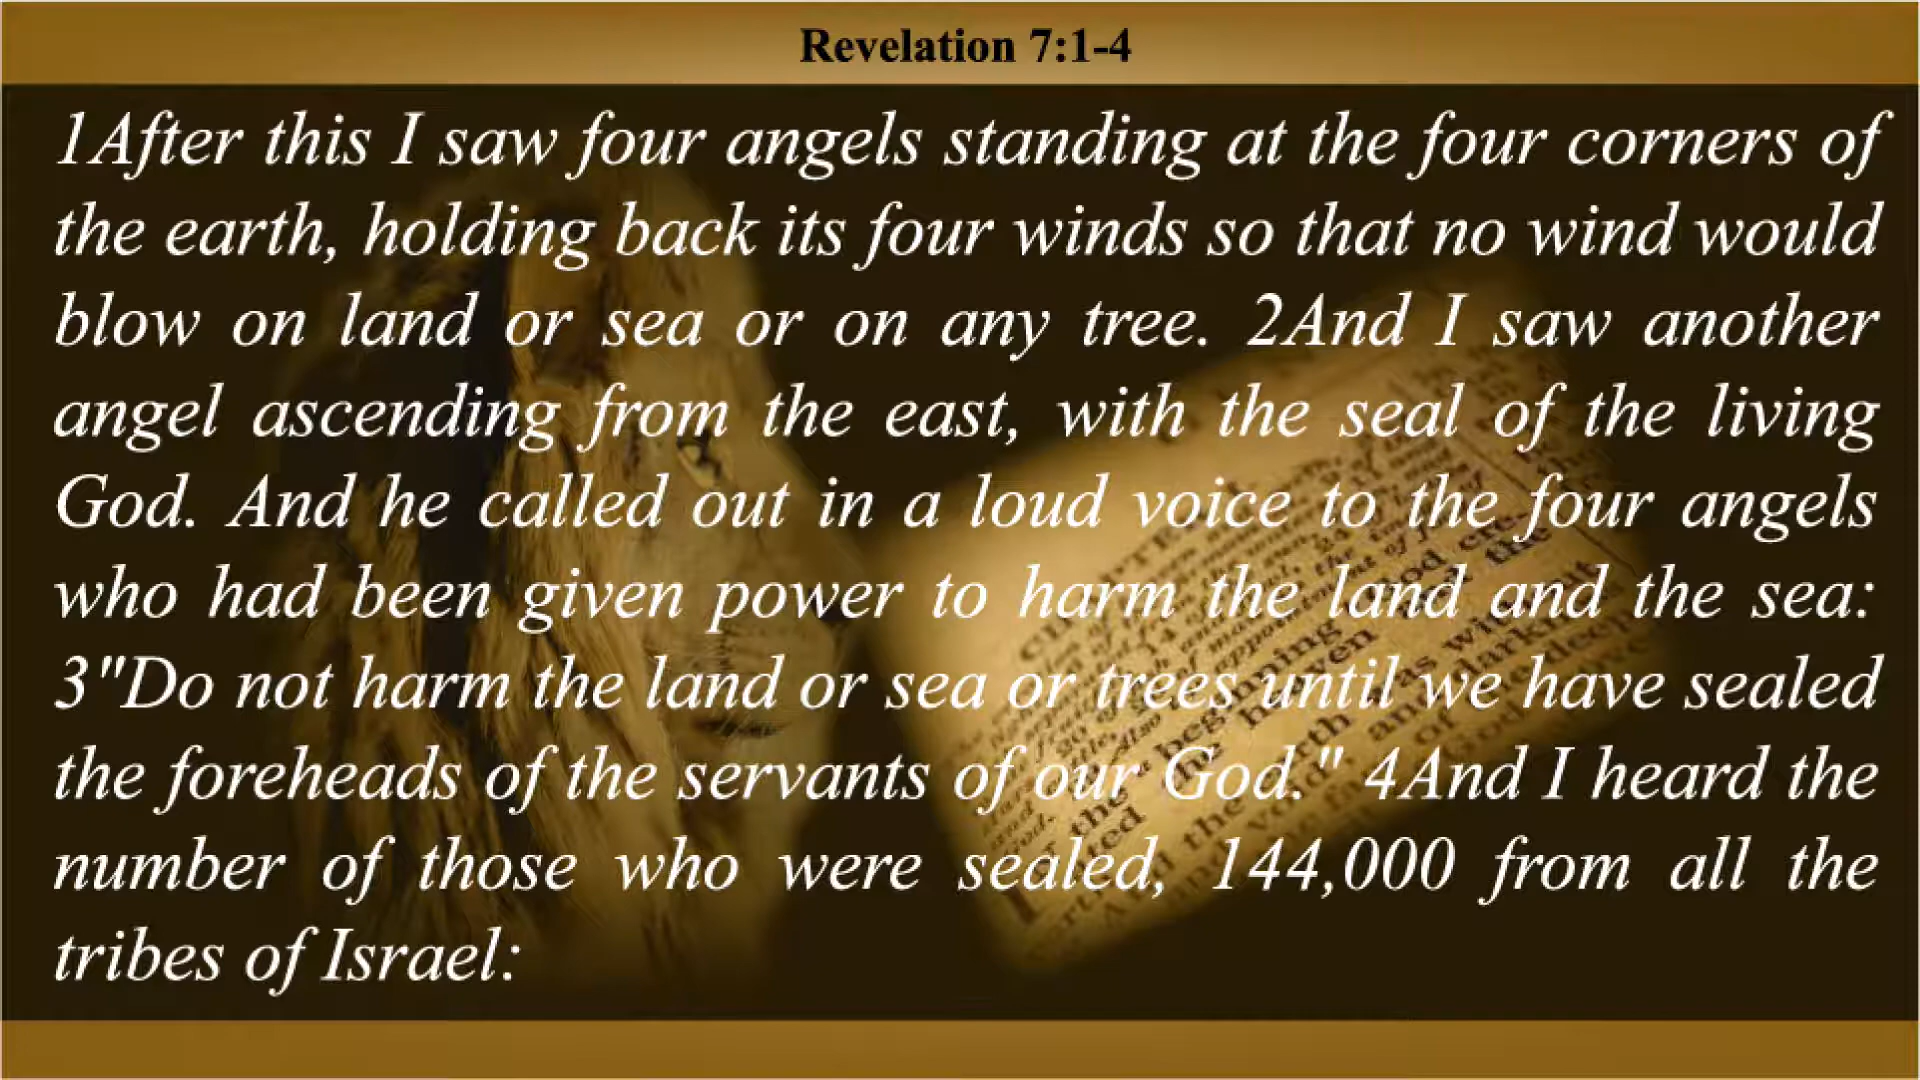 Revelation 7:1-4
1After this I saw four angels standing at the four corners of
the earth, holding back its four winds so that no wind would
blow on land or sea or on any tree. 2And I saw another
angel ascending from the east, with the seal of the living
God. And he called out in a loud voice to the four angels
who had been given power to harm the land and the sea:
3"Do not harm the land or sea or trees until we have sealed
the foreheads of the servants of our God." 4And I heard the
number of those who were sealed, 144,000 from all the
tribes of Israel: